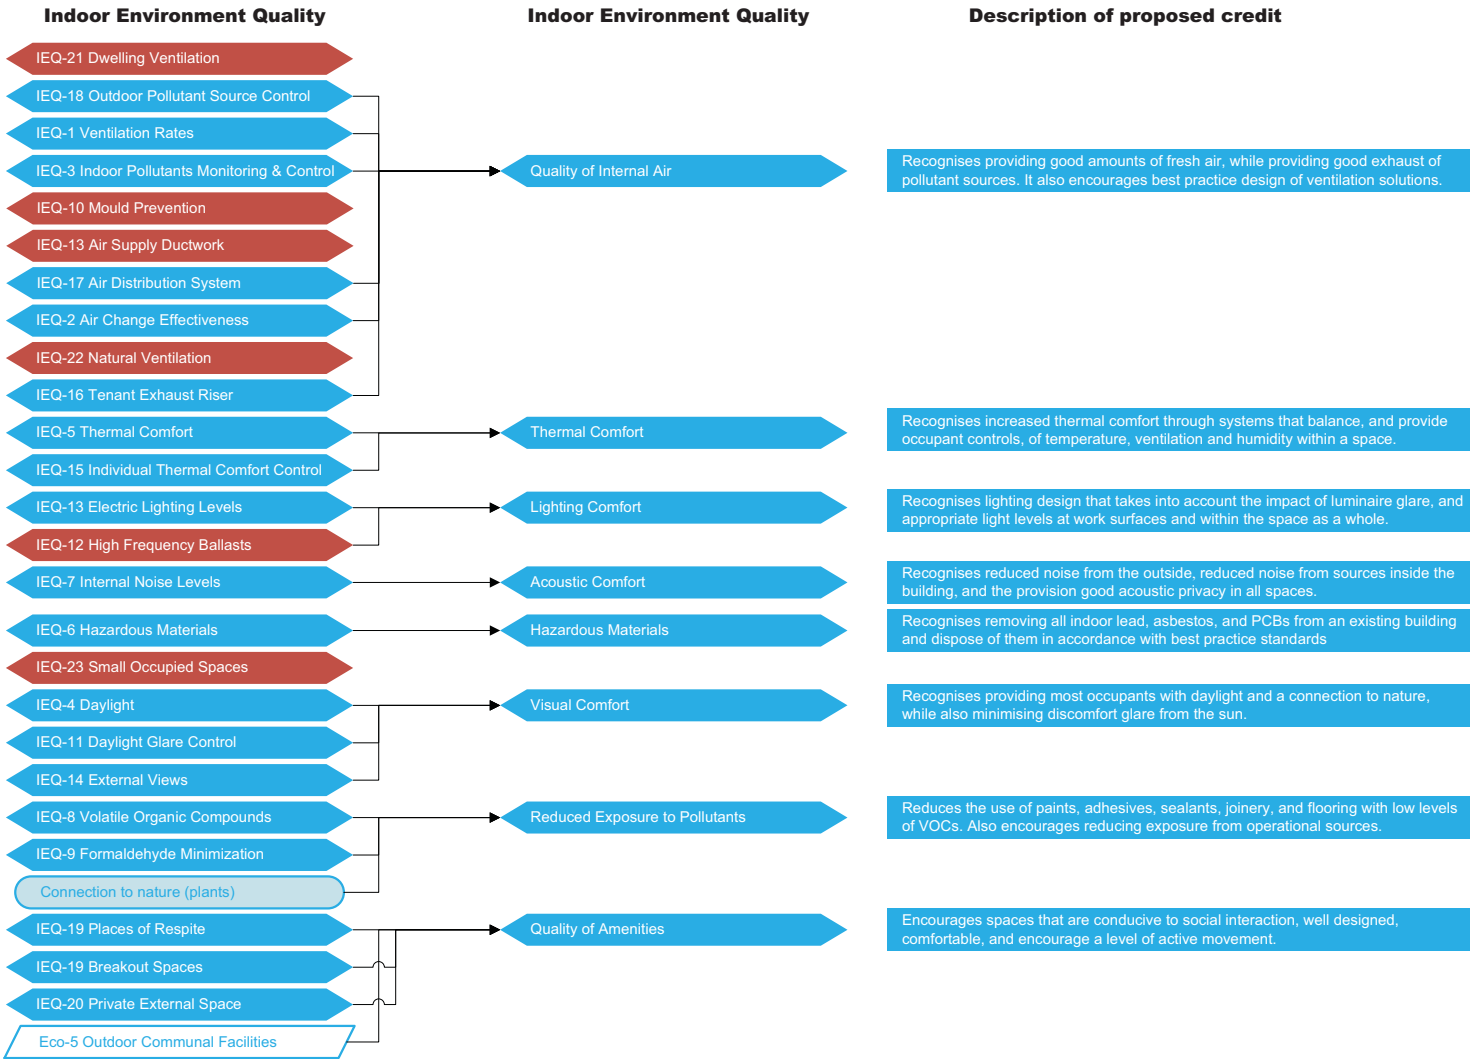 Indoor Environment Quality
Indoor Environment Quality
Description of proposed credit
IEQ-21 Dwelling Ventilation
IEQ-18 Outdoor Pollutant Source Control
IEQ-1 Ventilation Rates
IEQ-3 Indoor Pollutants Monitoring & Control
Quality of Internal Air
Recognises providing good amounts of fresh air, while providing good exhaust of
pollutant sources. It also encourages best practice design of ventilation solutions.
IEQ-10 Mould Prevention
IEQ-13 Air Supply Ductwork
IEQ-17 Air Distribution System
IEQ-2 Air Change Effectiveness
IEQ-22 Natural Ventilation
IEQ-16 Tenant Exhaust Riser
IEQ-5 Thermal Comfort
Thermal Comfort
Recognises increased thermal comfort through systems that balance, and provide
occupant controls, of temperature, ventilation and humidity within a space.
IEQ-15 Individual Thermal Comfort Control
IEQ-13 Electric Lighting Levels
Lighting Comfort
Recognises lighting design that takes into account the impact of luminaire glare, and
appropriate light levels at work surfaces and within the space as a whole.
IEQ-12 High Frequency Ballasts
IEQ-7 Internal Noise Levels
Acoustic Comfort
Recognises reduced noise from the outside, reduced noise from sources inside the
building, and the provision good acoustic privacy in all spaces.
IEQ-6 Hazardous Materials
Hazardous Materials
Recognises removing all indoor lead, asbestos, and PCBs from an existing building
and dispose of them in accordance with best practice standards
IEQ-23 Small Occupied Spaces
IEQ-4 Daylight
Visual Comfort
Recognises providing most occupants with daylight and a connection to nature,
while also minimising discomfort glare from the sun.
IEQ-11 Daylight Glare Control
IEQ-14 External Views
IEQ-8 Volatile Organic Compounds
Reduced Exposure to Pollutants
Reduces the use of paints, adhesives, sealants, joinery, and flooring with low levels
of VOCs. Also encourages reducing exposure from operational sources.
IEQ-9 Formaldehyde Minimization
Connection to nature (plants)
IEQ-19 Places of Respite
Quality of Amenities
Encourages spaces that are conducive to social interaction, well designed,
comfortable, and encourage a level of active movement.
IEQ-19 Breakout Spaces
IEQ-20 Private External Space
Eco-5 Outdoor Communal Facilities